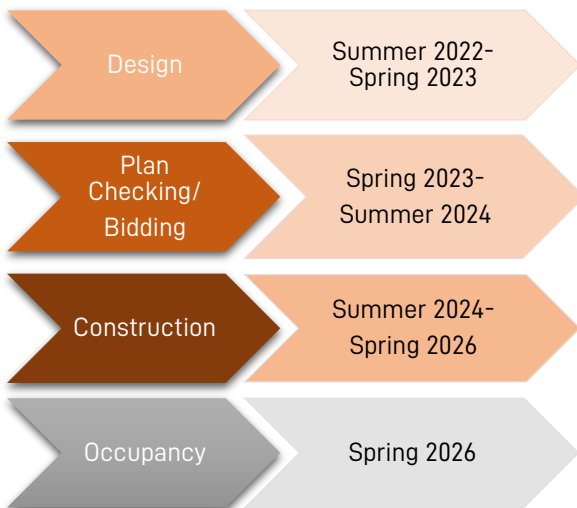 Design
Summer 2022-
Spring 2023
Plan
Checking/
Bidding
Spring 2023-
Summer 2024
Construction
Summer 2024-
Spring 2026
Occupancy
Spring 2026